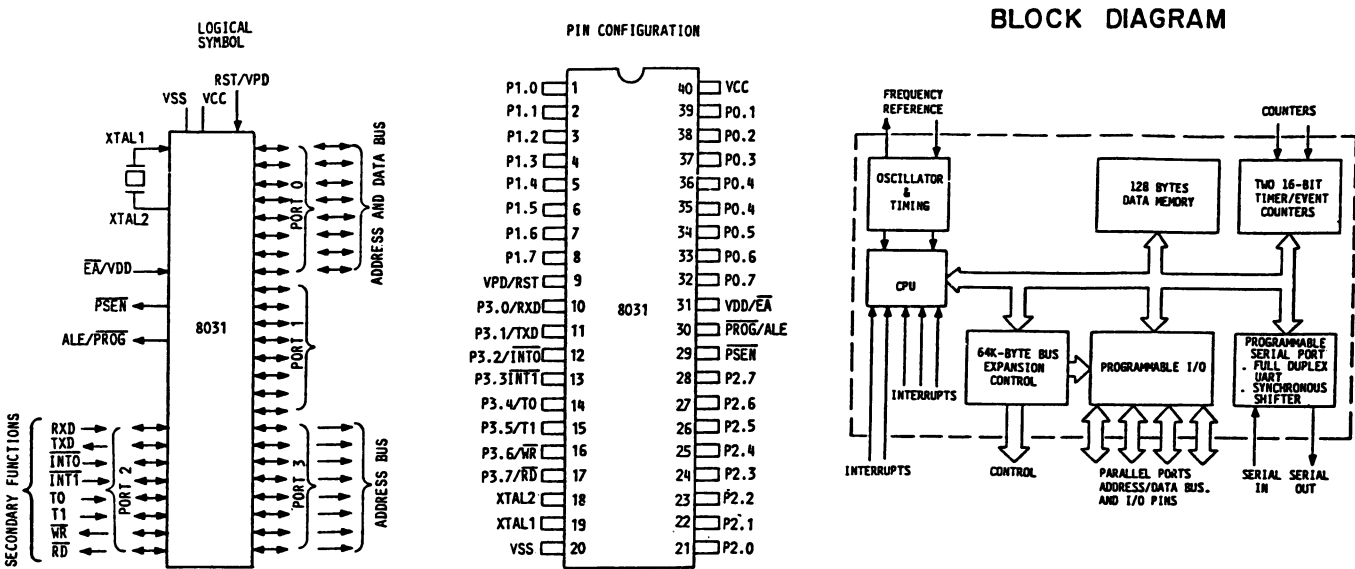 LOGICAL
SYMBOL
RST/VPD
VSS VCC
XTAL1
XTAL2
EA/VDD
PSEN
ALE/PROG
8031
PORT 0
ADDRESS AND DATA BUS
PORT 1
SECONDARY FUNCTIONS
RXD
TXD
INT0
INT1
T0
T1
WR
RD
PORT 2
PORT 3
ADDRESS BUS
PIN CONFIGURATION
P1.0 1 40 VCC
P1.1 2 39 P0.1
P1.2 3 38 P0.2
P1.3 4 37 P0.3
P1.4 5 36 P0.4
P1.5 6 35 P0.4
P1.6 7 34 P0.5
P1.7 8 33 P0.6
VPD/RST 9 32 P0.7
P3.0/RXD 10 8031 31 VDD/EA
P3.1/TXD 11 30 PROG/ALE
P3.2/INT0 12 29 PSEN
P3.3INT1 13 28 P2.7
P3.4/T0 14 27 P2.6
P3.5/T1 15 26 P2.5
P3.6/WR 16 25 P2.4
P3.7/RD 17 24 P2.3
XTAL2 18 23 P2.2
XTAL1 19 22 P2.1
VSS 20 21 P2.0
BLOCK DIAGRAM
FREQUENCY
REFERENCE
COUNTERS
OSCILLATOR
&
TIMING
128 BYTES
DATA MEMORY
TWO 16-BIT
TIMER/EVENT
COUNTERS
CPU
64K-BYTE BUS
EXPANSION
CONTROL
PROGRAMMABLE I/O
PROGRAMMABLE
SERIAL PORT
. FULL DUPLEX
UART
. SYNCHRONOUS
SHIFTER
INTERRUPTS
INTERRUPTS
CONTROL
PARALLEL PORTS
ADDRESS/DATA BUS.
AND I/O PINS
SERIAL
IN
SERIAL
OUT